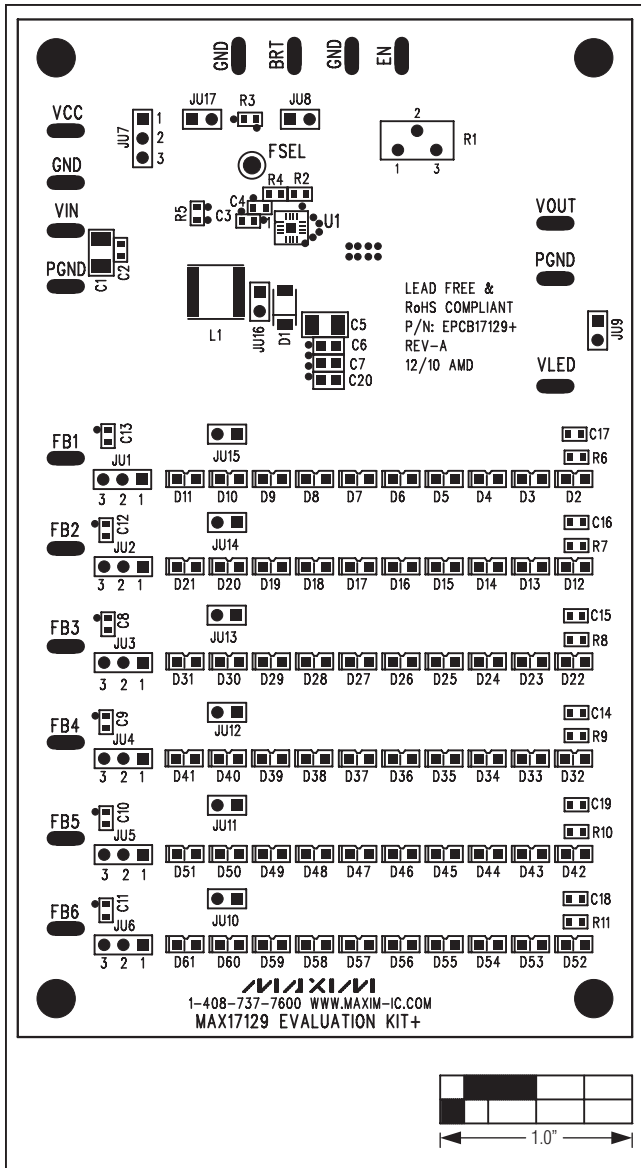 GND BRT GND EN
JU17 R3 JU8
VCC JU7 1 2 3
2 R1 1 3
FSEL
GND
R4 R2
R5 C4 C3 1 U1
VIN
VOUT
C1 C2
PGND
PGND
L1 JU16 D1 C5
C6
C7
C20
LEAD FREE &
RoHS COMPLIANT
P/N: EPCB17129+
REV-A
12/10 AMD
JU9
VLED
FB1 C13 JU15 C17
JU1 R6
3 2 1 D11 D10 D9 D8 D7 D6 D5 D4 D3 D2
FB2 C12 JU14 C16
JU2 R7
3 2 1 D21 D20 D19 D18 D17 D16 D15 D14 D13 D12
FB3 C8 JU13 C15
JU3 R8
3 2 1 D31 D30 D29 D28 D27 D26 D25 D24 D23 D22
FB4 C9 JU12 C14
JU4 R9
3 2 1 D41 D40 D39 D38 D37 D36 D35 D34 D33 D32
FB5 C10 JU11 C19
JU5 R10
3 2 1 D51 D50 D49 D48 D47 D46 D45 D44 D43 D42
FB6 C11 JU10 C18
JU6 R11
3 2 1 D61 D60 D59 D58 D57 D56 D55 D54 D53 D52
MAXIM
1-408-737-7600 WWW.MAXIM-IC.COM
MAX17129 EVALUATION KIT+
1.0"